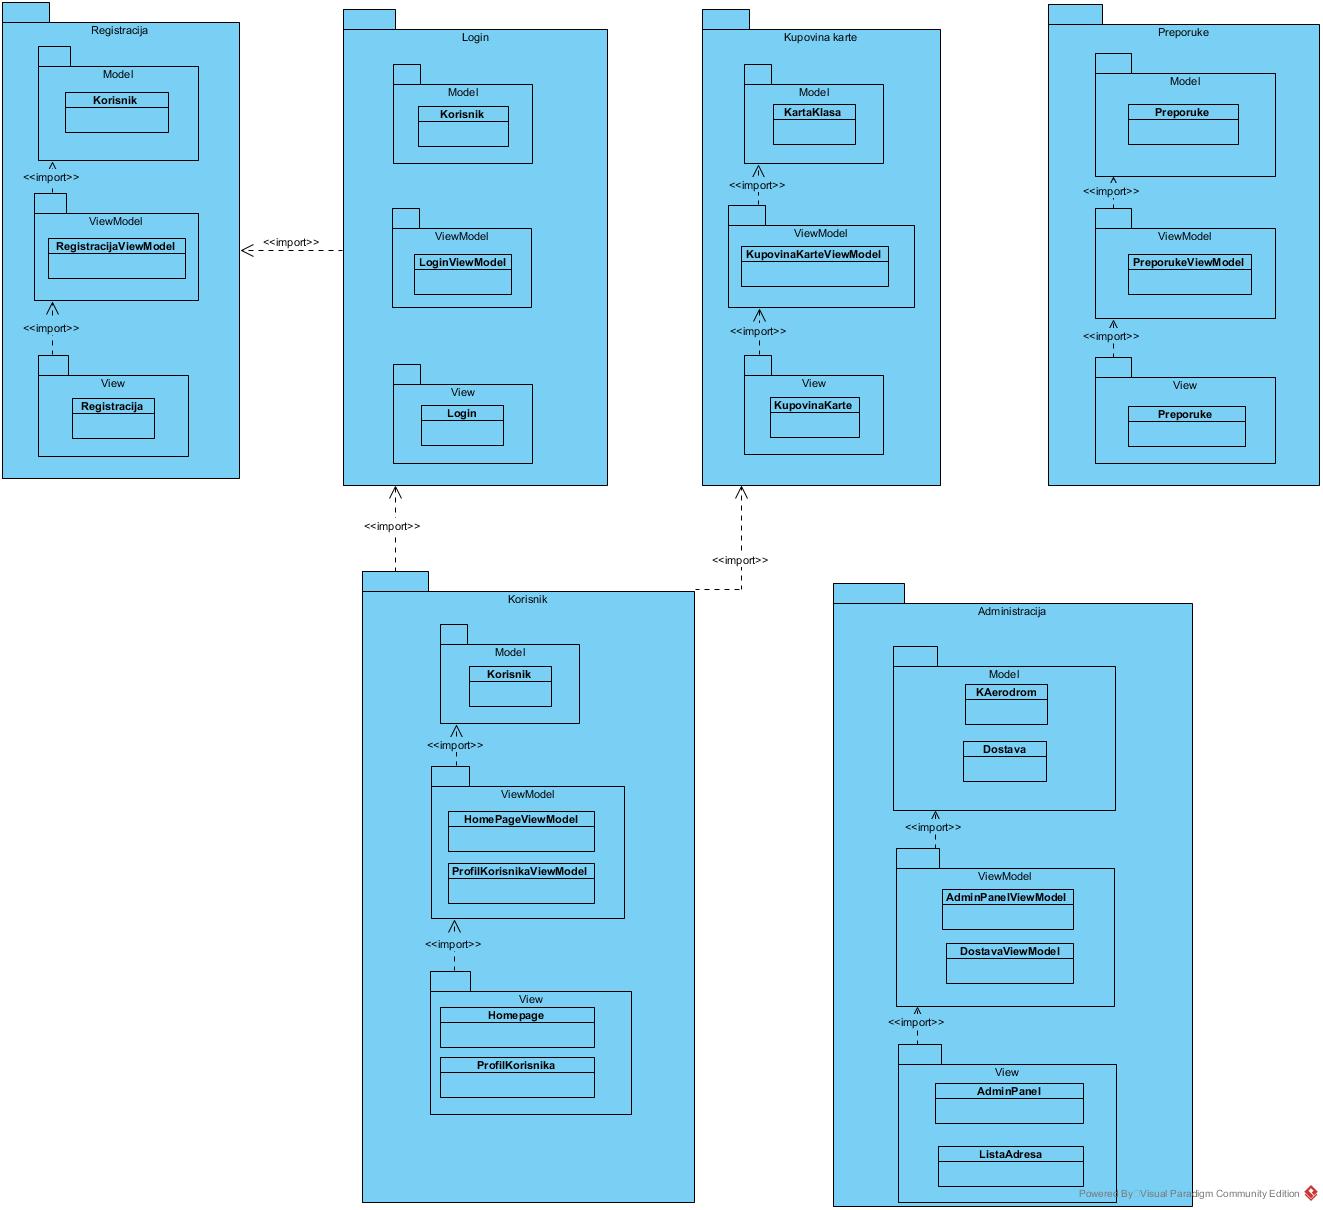 Registracija
Model
Korisnik
<<import>>
ViewModel
RegistracijaViewModel
<<import>>
View
Registracija
<<import>>
Login
Model
Korisnik
ViewModel
LoginViewModel
View
Login
Kupovina karte
Model
KartaKlasa
<<import>>
ViewModel
KupovinaKarteViewModel
<<import>>
View
KupovinaKarte
Preporuke
Model
Preporuke
<<import>>
ViewModel
PreporukeViewModel
<<import>>
View
Preporuke
<<import>>
<<import>>
Korisnik
Model
Korisnik
<<import>>
ViewModel
HomePageViewModel
ProfilKorisnikaViewModel
<<import>>
View
Homepage
ProfilKorisnika
Administracija
Model
KAerodrom
Dostava
<<import>>
ViewModel
AdminPanelViewModel
DostavaViewModel
<<import>>
View
AdminPanel
ListaAdresa
Powered By Visual Paradigm Community Edition